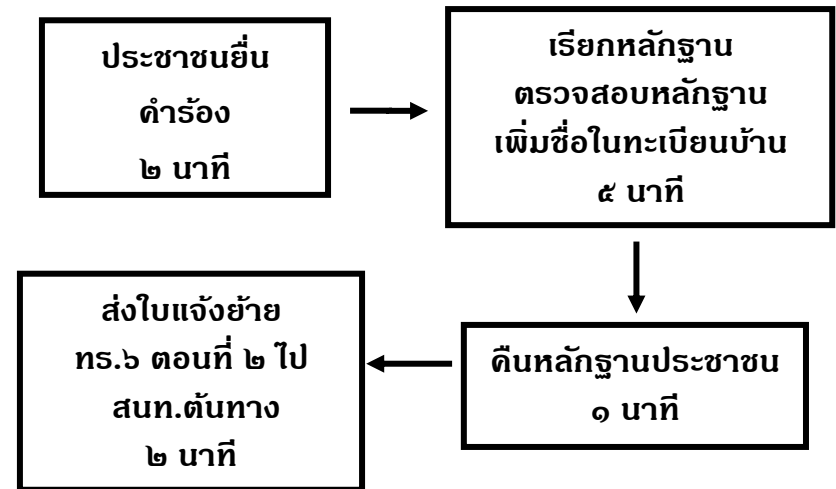 ประชาชนยื่น
คำร้อง
๒ นาที
เรียกหลักฐาน
ตรวจสอบหลักฐาน
เพิ่มชื่อในทะเบียนบ้าน
๕ นาที
คืนหลักฐานประชาชน
๑ นาที
ส่งใบแจ้งย้าย
ทร.๖ ตอนที่ ๒ ไป
สนท.ต้นทาง
๒ นาที